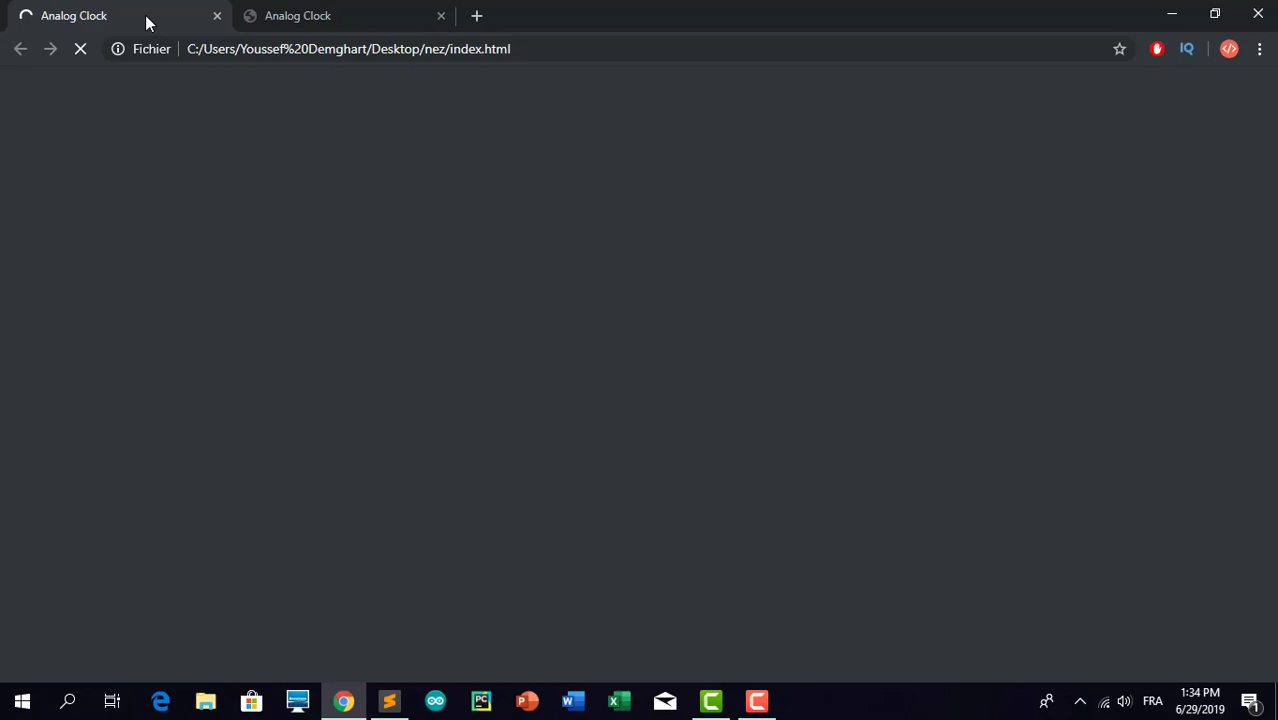 Analog Clock
Analog Clock
Fichier
C:/Users/Youssef%20Demghart/Desktop/nez/index.html
IQ
FRA
1:34 PM
6/29/2019
1